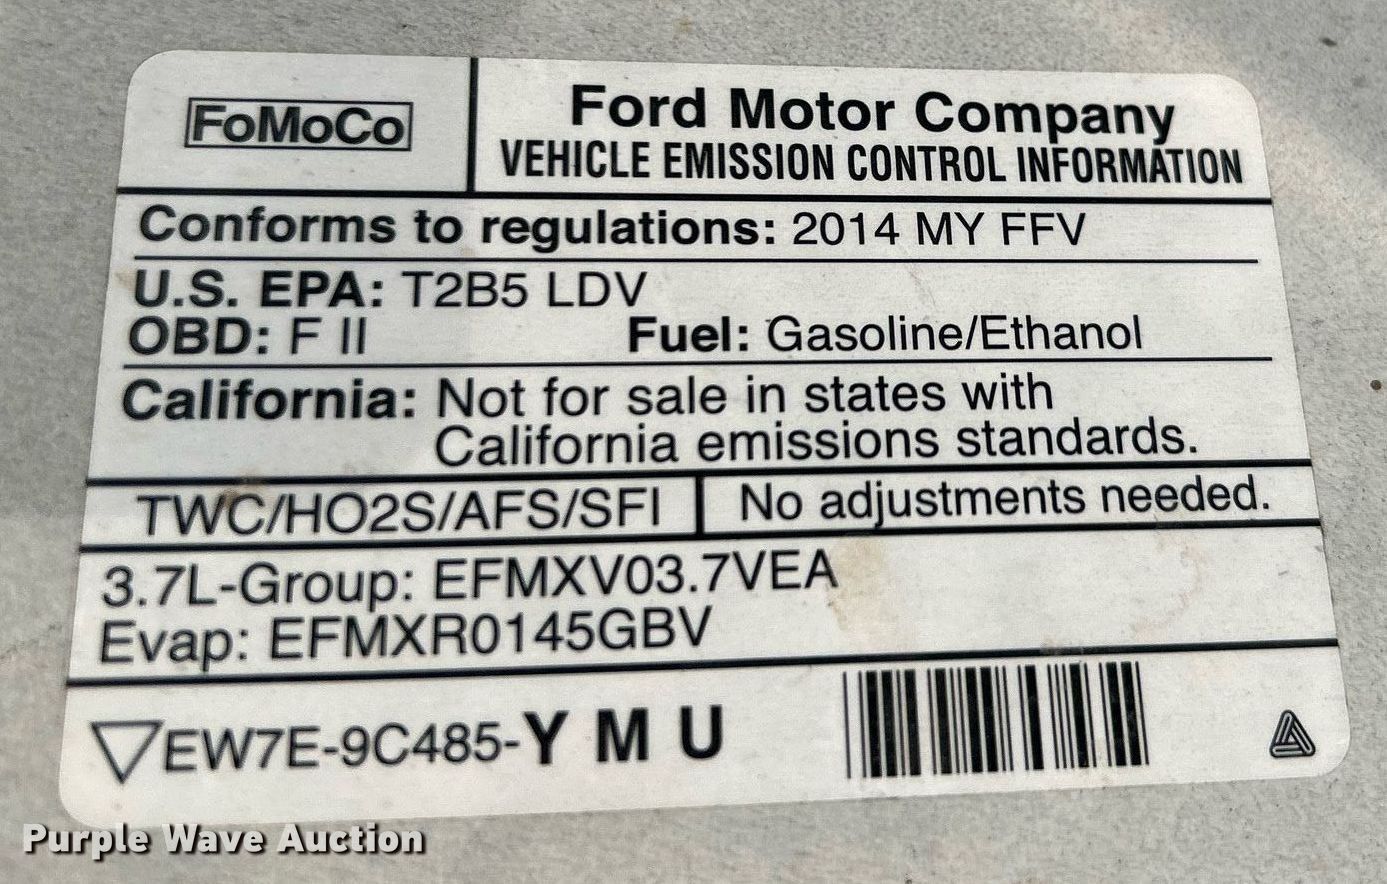 FoMoCo
Ford Motor Company
VEHICLE EMISSION CONTROL INFORMATION
Conforms to regulations: 2014 MY FFV
U.S. EPA: T2B5 LDV
OBD: F II Fuel: Gasoline/Ethanol
California: Not for sale in states with
California emissions standards.
TWC/HO2S/AFS/SFI No adjustments needed.
3.7L-Group: EFMXV03.7VEA
Evap: EFMXR0145GBV
EW7E-9C485-Y M U
Purple Wave Auction